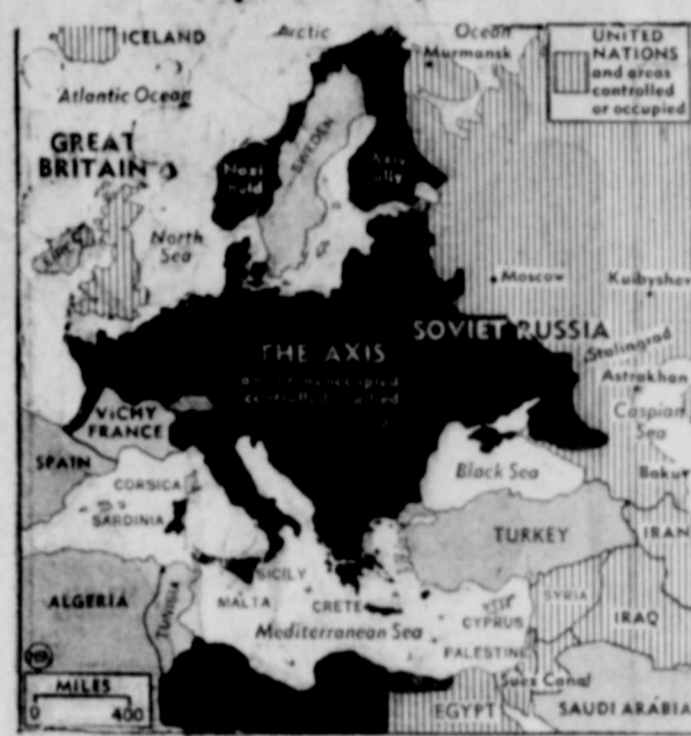 ICELAND
Arctic
Ocean
UNITED
NATIONS
and areas
controlled
or occupied
Murmansk
Atlantic Ocean
GREAT
BRITAIN
SWEDEN
Nazi
held
Axis
ally
North
Sea
Moscow
Kuibyshev
THE AXIS
SOVIET RUSSIA
Stalingrad
Astrakhan
Caspian
Sea
Baku
VICHY
FRANCE
SPAIN
CORSICA
SARDINIA
Black Sea
TURKEY
IRAN
SYRIA
IRAQ
SICILY
ALGERIA
TUNISIA
MALTA
CRETE
CYPRUS
Mediterranean Sea
PALESTINE
Suez Canal
EGYPT
SAUDI ARABIA
MILES
0 400